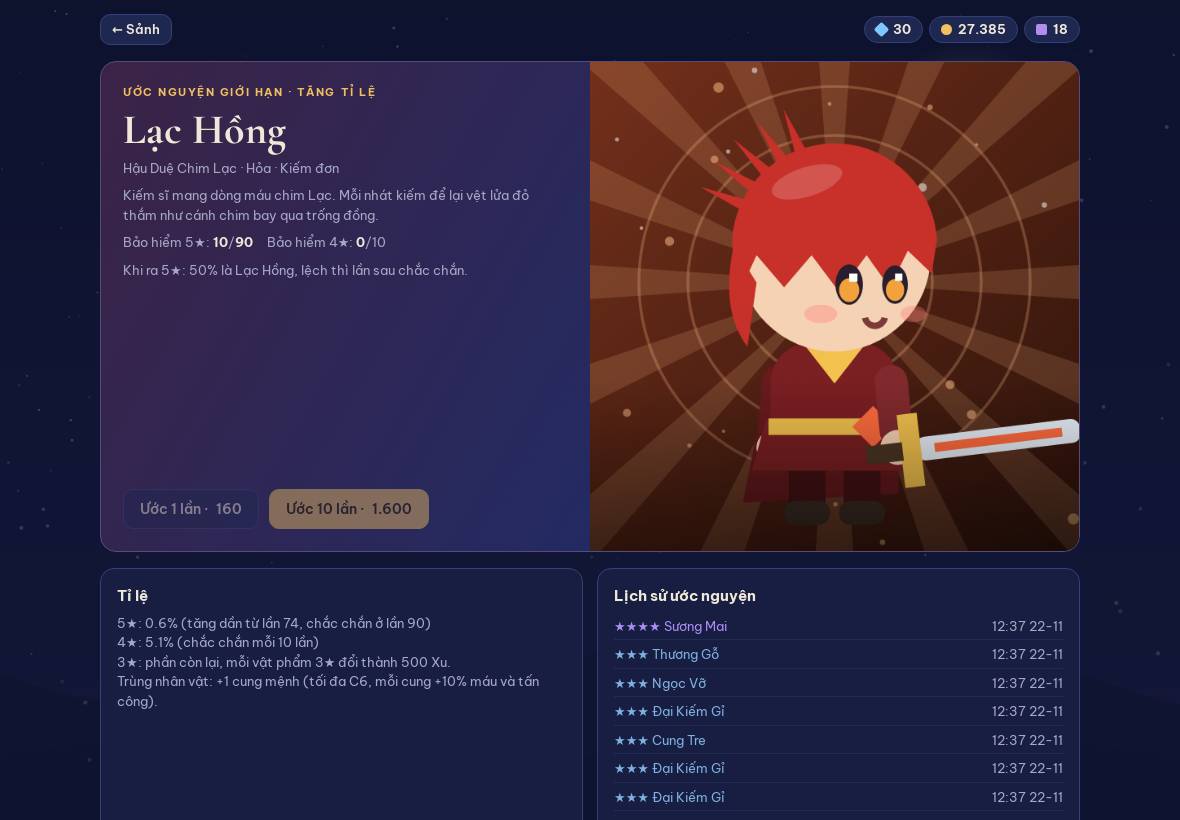 ← Sảnh
30
27.385
18
ƯỚC NGUYỆN GIỚI HẠN · TĂNG TỈ LỆ
Lạc Hồng
Hậu Duệ Chim Lạc · Hỏa · Kiếm đơn
Kiếm sĩ mang dòng máu chim Lạc. Mỗi nhát kiếm để lại vệt lửa đỏ
thắm như cánh chim bay qua trống đồng.
Bảo hiểm 5★: 10/90 Bảo hiểm 4★: 0/10
Khi ra 5★: 50% là Lạc Hồng, lệch thì lần sau chắc chắn.
Ước 1 lần · 160
Ước 10 lần · 1.600
Tỉ lệ
5★: 0.6% (tăng dần từ lần 74, chắc chắn ở lần 90)
4★: 5.1% (chắc chắn mỗi 10 lần)
3★: phần còn lại, mỗi vật phẩm 3★ đổi thành 500 Xu.
Trùng nhân vật: +1 cung mệnh (tối đa C6, mỗi cung +10% máu và tấn
công).
Lịch sử ước nguyện
★★★★ Sương Mai 12:37 22-11
★★★ Thương Gỗ 12:37 22-11
★★★ Ngọc Vỡ 12:37 22-11
★★★ Đại Kiếm Gỉ 12:37 22-11
★★★ Cung Tre 12:37 22-11
★★★ Đại Kiếm Gỉ 12:37 22-11
★★★ Đại Kiếm Gỉ 12:37 22-11